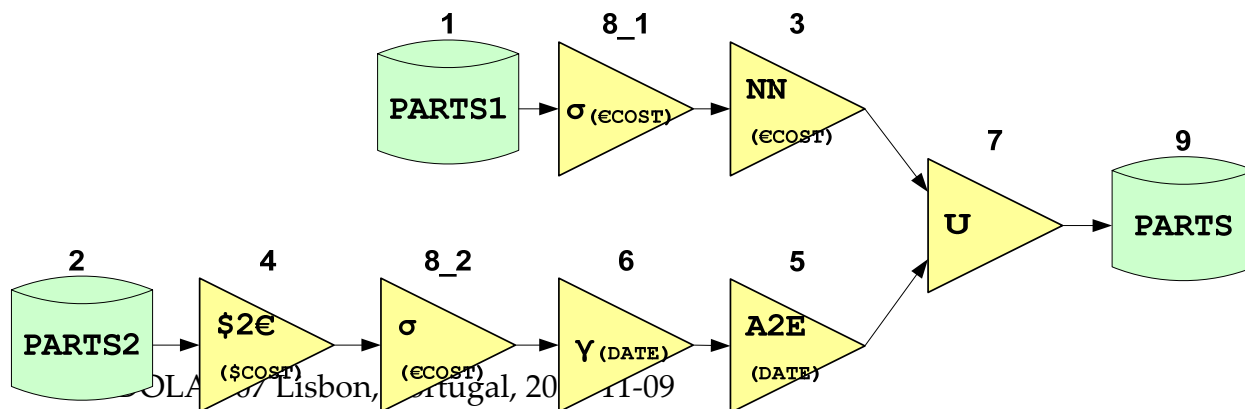 1 8_1 3
PARTS1 σ(€COST) NN
(€COST)
7 9
U PARTS
2 4 8_2 6 5
PARTS2 $2€ σ γ(DATE) A2E
($COST) (€COST) (DATE)
Lisbon, 11-09